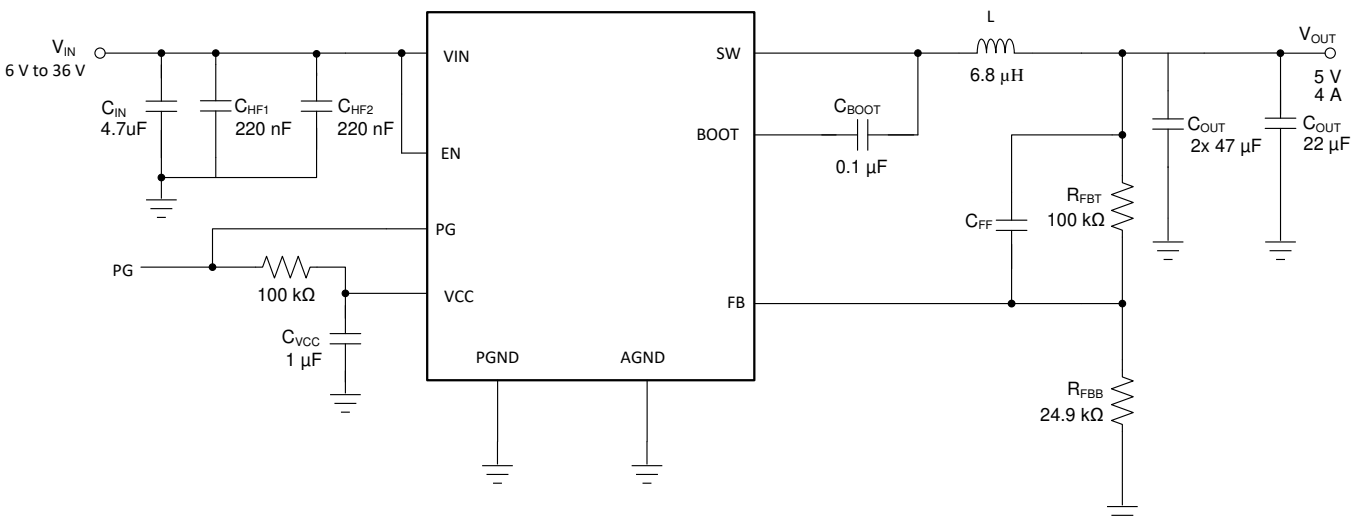 V_IN
6 V to 36 V
C_IN
4.7uF
C_HF1
220 nF
C_HF2
220 nF
VIN
EN
PG
PG
100 kΩ
VCC
C_VCC
1 µF
PGND
AGND
SW
BOOT
FB
C_BOOT
0.1 µF
L
6.8 µH
C_FF
R_FBT
100 kΩ
R_FBB
24.9 kΩ
C_OUT
2x 47 µF
C_OUT
22 µF
V_OUT
5 V
4 A